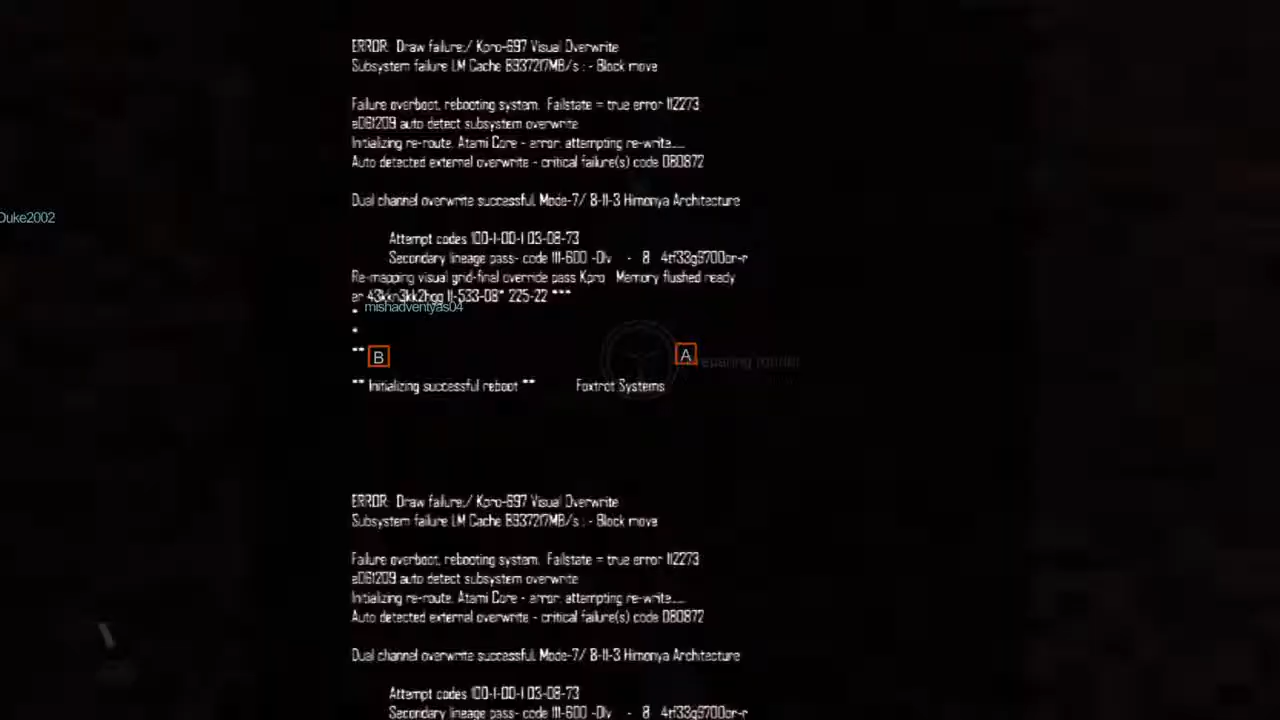 ERROR: Draw failure:/ Kpro-697 Visual Overwrite
Subsystem failure LM Cache 8937217MB/s : - Block move
Failure overboot, rebooting system. Failstate = true error 112273
a061209 auto detect subsystem overwrite
Initializing re-route, Atami Core - error, attempting re-write.....
Auto detected external overwrite - critical failure(s) code 080872
Dual channel overwrite successful. Mode-7/ 8-11-3 Himonya Architecture
Duke2002
Attempt codes 100-1-00-1 03-08-73
Secondary lineage pass- code 111-600 -Div - 8 4tf33g9700or-r
Re-mapping visual grid-final override pass Kpro Memory flushed ready
er 43kkn3kk2hgg 11-533-08* 225-22 ***
* mishadventyas04
*
** B A eparing
** Initializing successful reboot ** Foxtrot Systems
ERROR: Draw failure:/ Kpro-697 Visual Overwrite
Subsystem failure LM Cache 8937217MB/s : - Block move
Failure overboot, rebooting system. Failstate = true error 112273
a061209 auto detect subsystem overwrite
Initializing re-route, Atami Core - error, attempting re-write.....
Auto detected external overwrite - critical failure(s) code 080872
Dual channel overwrite successful. Mode-7/ 8-11-3 Himonya Architecture
Attempt codes 100-1-00-1 03-08-73
Secondary lineage pass- code 111-600 -Div - 8 4tf33g9700or-r